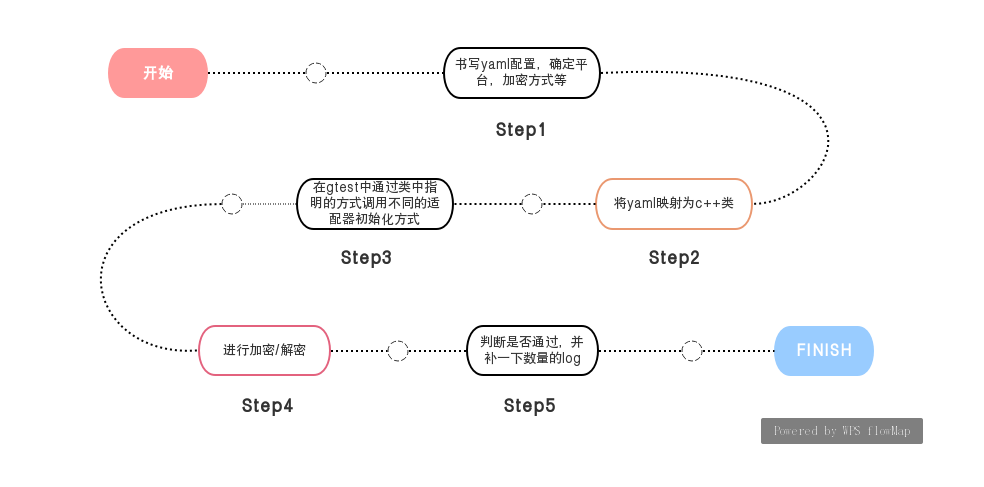 开始
书写yaml配置，确定平
台，加密方式等
Step1
在gtest中通过类中指
明的方式调用不同的适
配器初始化方式
将yaml映射为c++类
Step3
Step2
进行加密/解密
判断是否通过，并
补一下数量的log
FINISH
Step4
Step5
Powered by WPS flowMap